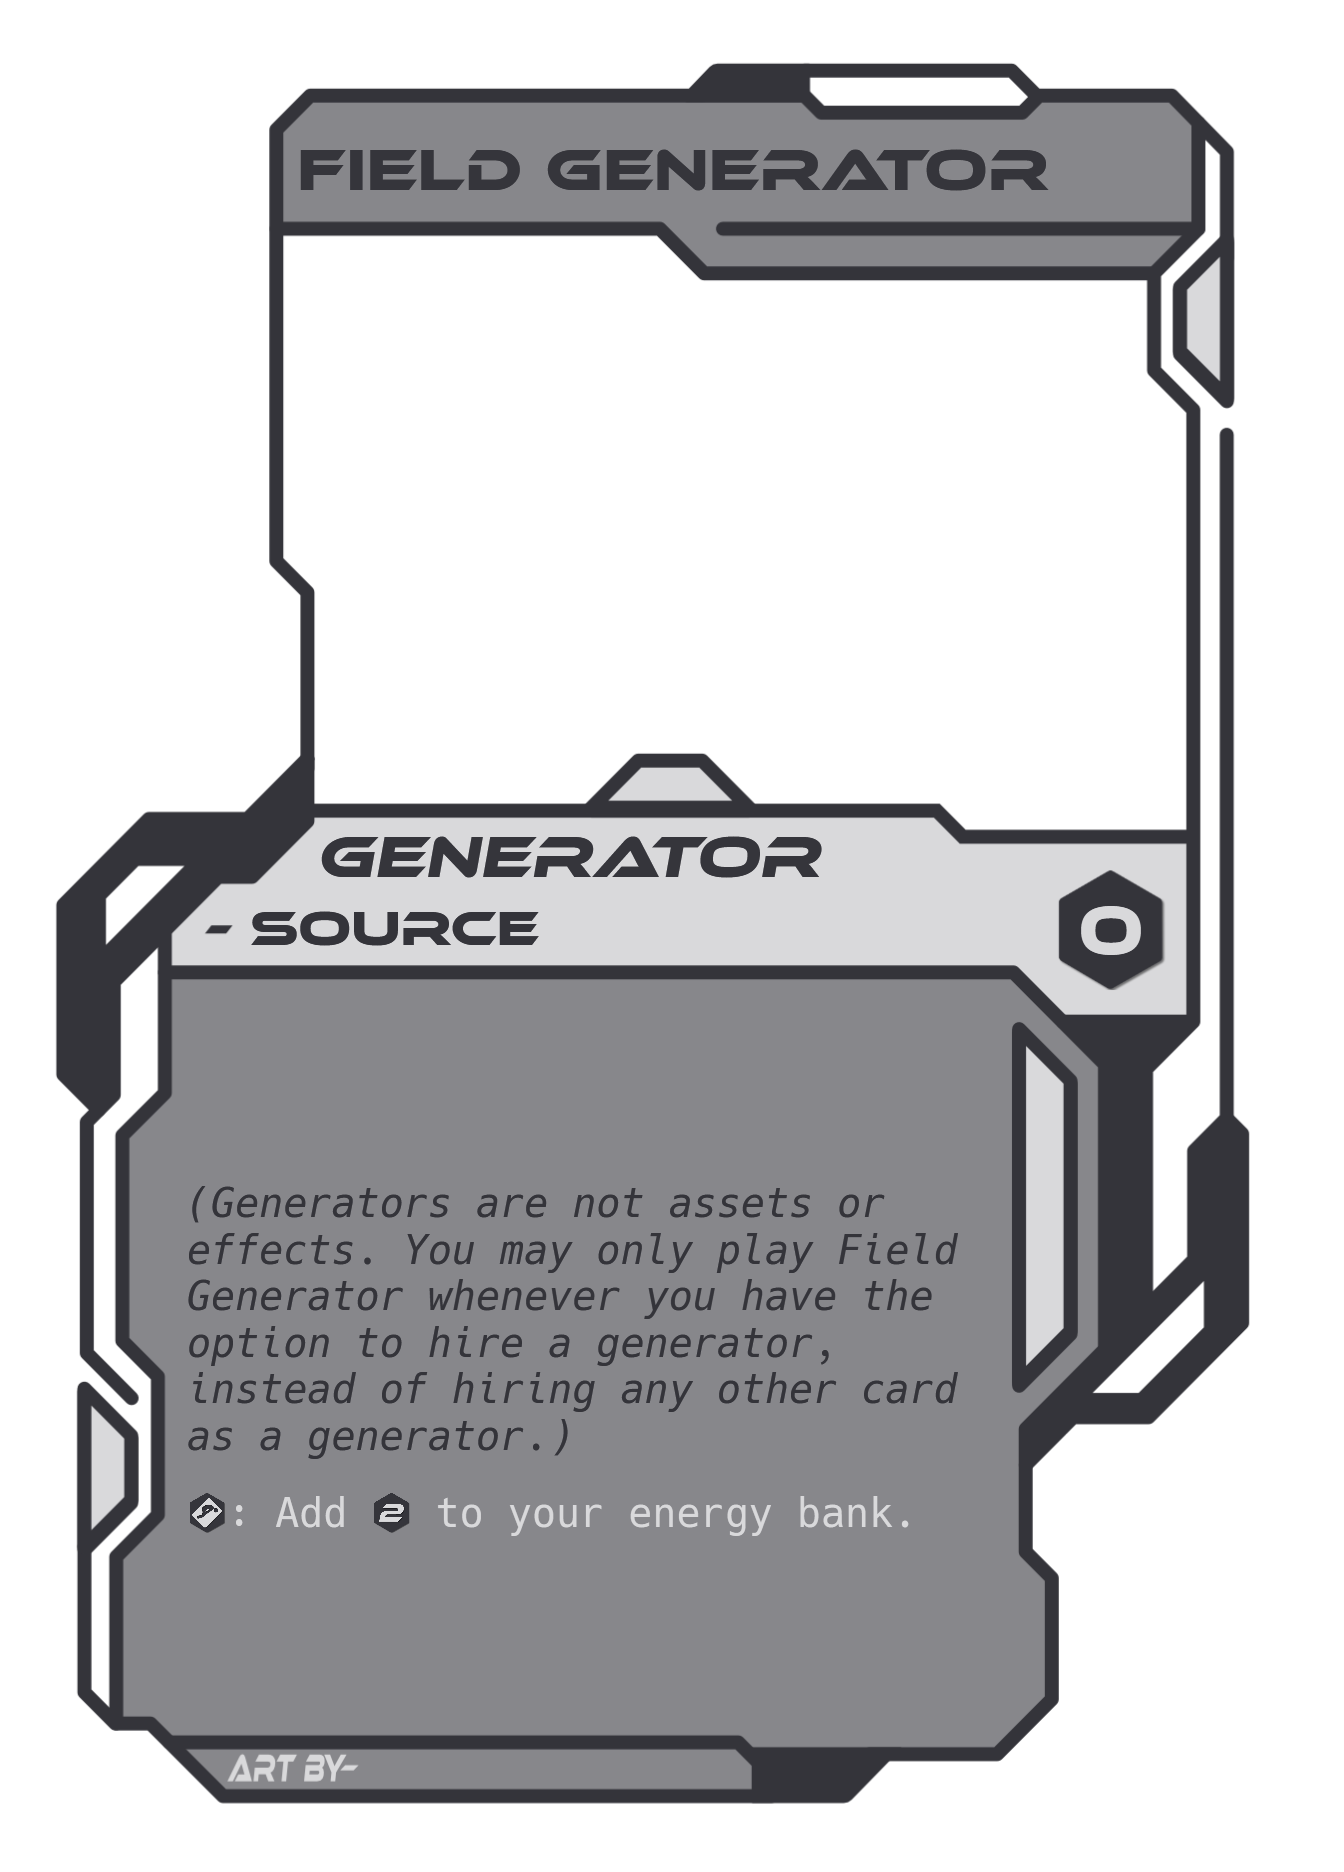 FIELD GENERATOR
GENERATOR
- SOURCE
0
(Generators are not assets or
effects. You may only play Field
Generator whenever you have the
option to hire a generator,
instead of hiring any other card
as a generator.)
: Add 2 to your energy bank.
ART BY-